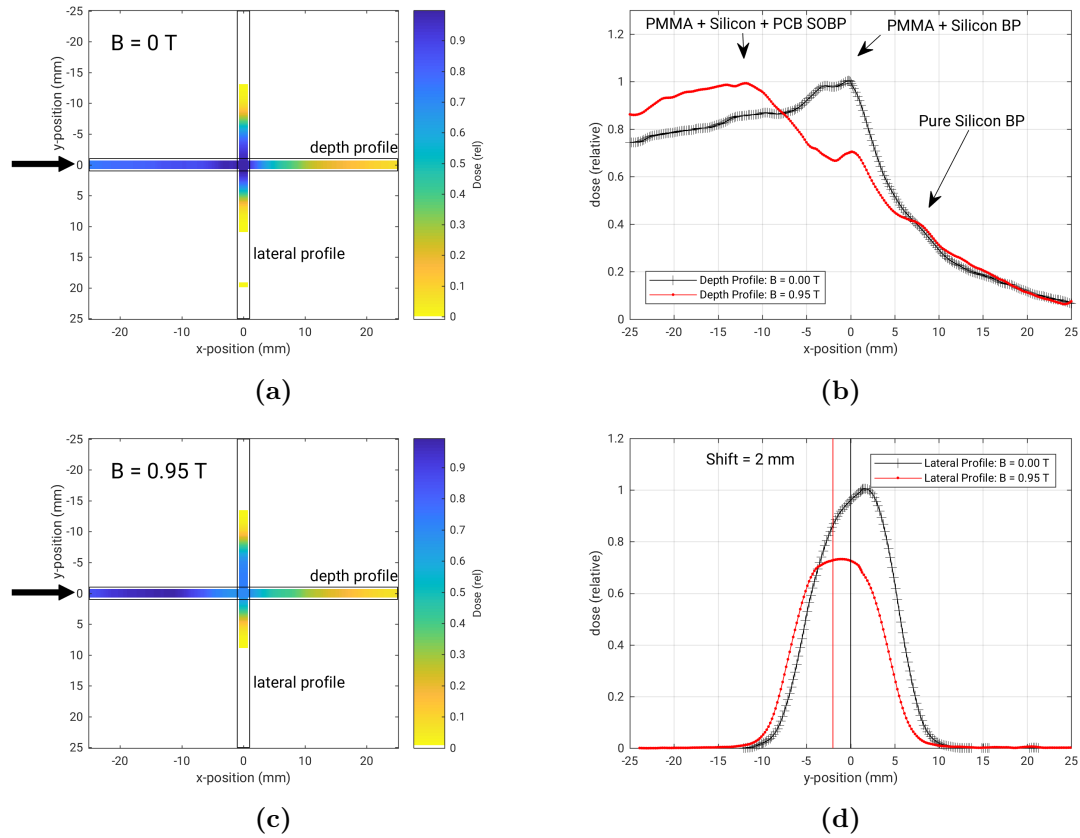 B = 0 T
-25
-20
-15
-10
-5
0
5
10
15
20
25
y-position (mm)
depth profile
lateral profile
-20 -10 0 10 20
x-position (mm)
0.9
0.8
0.7
0.6
0.5
0.4
0.3
0.2
0.1
0
Dose (rel)
(a)
PMMA + Silicon + PCB SOBP
PMMA + Silicon BP
Pure Silicon BP
1.2
1
0.8
0.6
0.4
0.2
0
dose (relative)
Depth Profile: B = 0.00 T
Depth Profile: B = 0.95 T
-25 -20 -15 -10 -5 0 5 10 15 20 25
x-position (mm)
(b)
B = 0.95 T
-25
-20
-15
-10
-5
0
5
10
15
20
25
y-position (mm)
depth profile
lateral profile
-20 -10 0 10 20
x-position (mm)
0.9
0.8
0.7
0.6
0.5
0.4
0.3
0.2
0.1
0
Dose (rel)
(c)
Shift = 2 mm
Lateral Profile: B = 0.00 T
Lateral Profile: B = 0.95 T
1.2
1
0.8
0.6
0.4
0.2
0
dose (relative)
-25 -20 -15 -10 -5 0 5 10 15 20 25
y-position (mm)
(d)